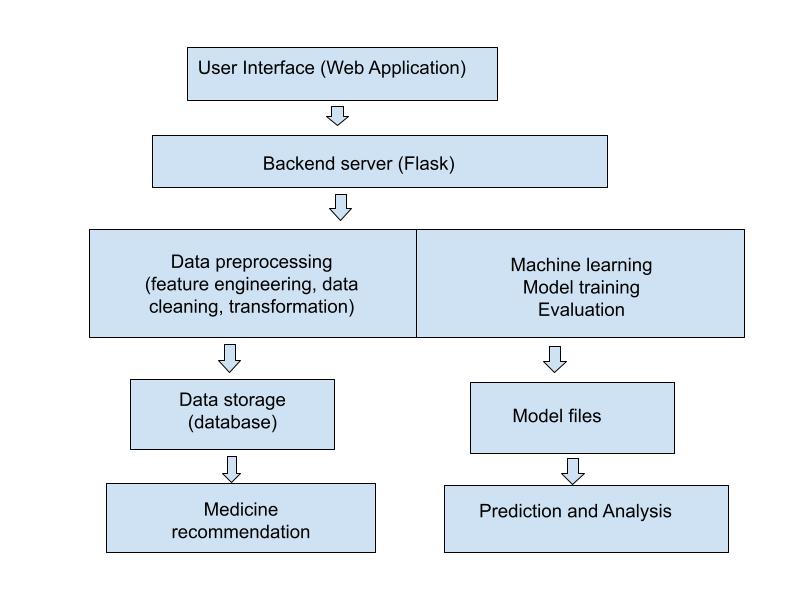 User Interface (Web Application)
Backend server (Flask)
Data preprocessing
(feature engineering, data
cleaning, transformation)
Machine learning
Model training
Evaluation
Data storage
(database)
Model files
Medicine
recommendation
Prediction and Analysis